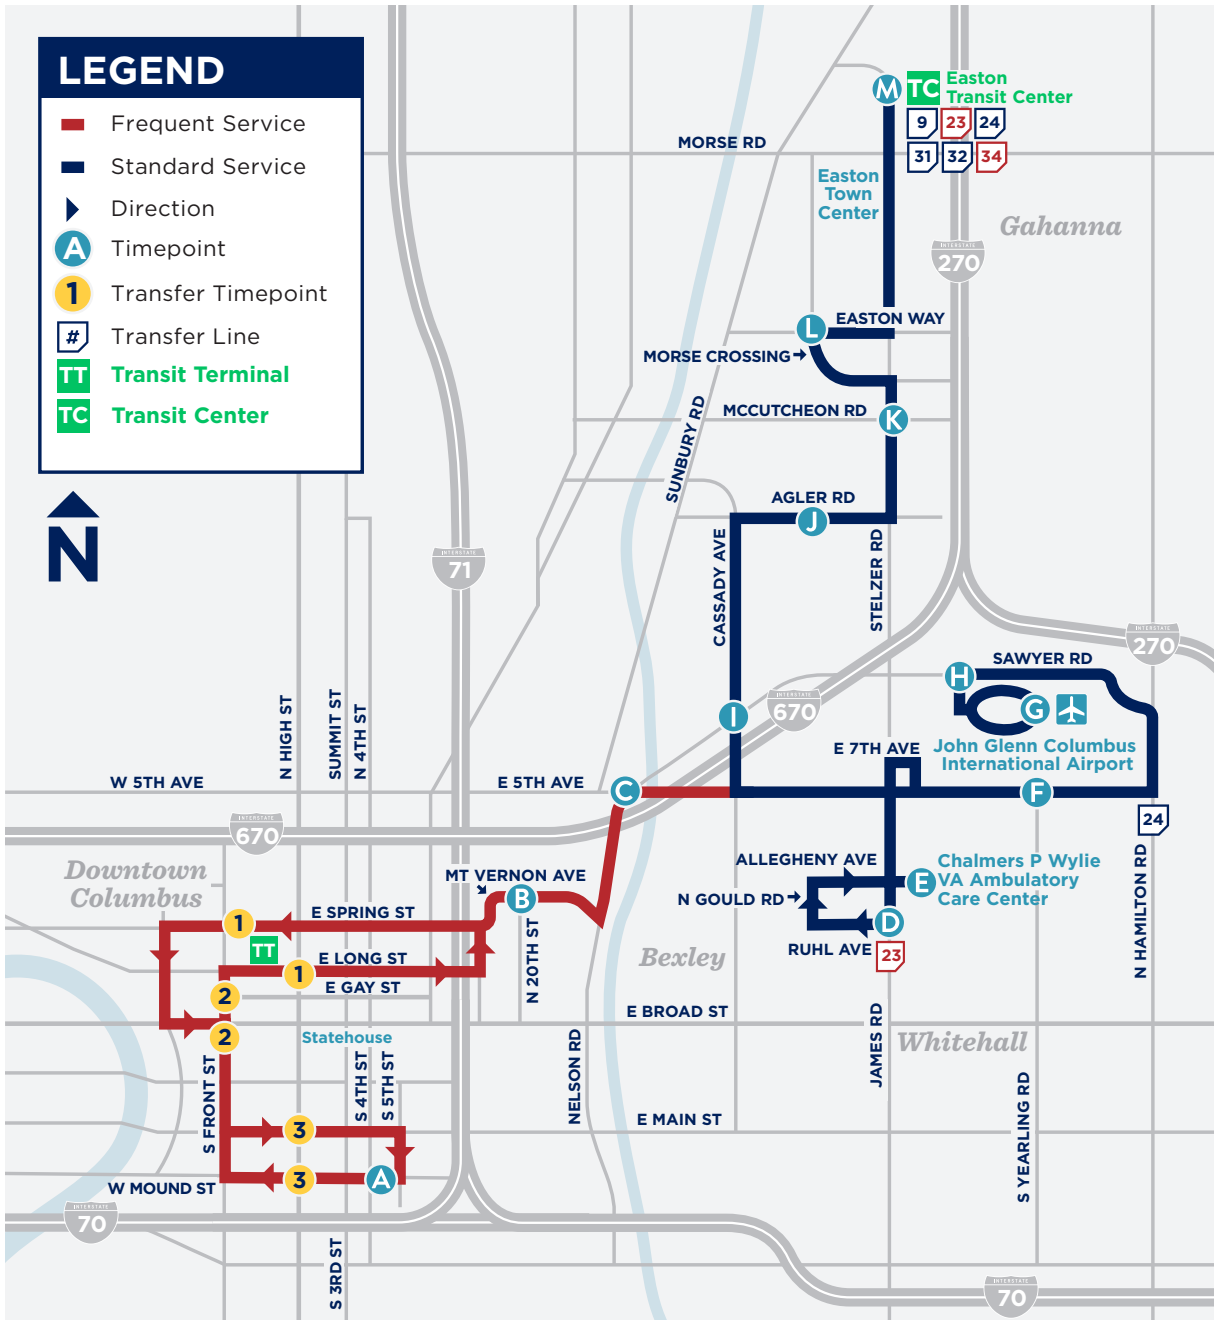 LEGEND
Frequent Service
Standard Service
Direction
A
Timepoint
1
Transfer Timepoint
#
Transfer Line
TT
Transit Terminal
TC
Transit Center
N
M
TC
Easton
Transit Center
9
23
24
31
32
34
MORSE RD
Easton
Town
Center
Gahanna
INTERSTATE
270
L
EASTON WAY
MORSE CROSSING
MCCUTCHEON RD
K
SUNBURY RD
AGLER RD
J
CASSADY AVE
STELZER RD
INTERSTATE
71
INTERSTATE
270
SAWYER RD
H
G
I
INTERSTATE
670
E 7TH AVE
John Glenn Columbus
International Airport
N HIGH ST
SUMMIT ST
N 4TH ST
W 5TH AVE
E 5TH AVE
C
F
24
INTERSTATE
670
Downtown
Columbus
MT VERNON AVE
B
ALLEGHENY AVE
N GOULD RD
E
Chalmers P Wylie
VA Ambulatory
Care Center
D
RUHL AVE
23
N HAMILTON RD
1
E SPRING ST
TT
E LONG ST
1
E GAY ST
2
N 20TH ST
Bexley
E BROAD ST
2
Statehouse
Whitehall
JAMES RD
S FRONT ST
S 4TH ST
S 5TH ST
NELSON RD
E MAIN ST
S YEARLING RD
3
3
A
W MOUND ST
INTERSTATE
70
S 3RD ST
INTERSTATE
70